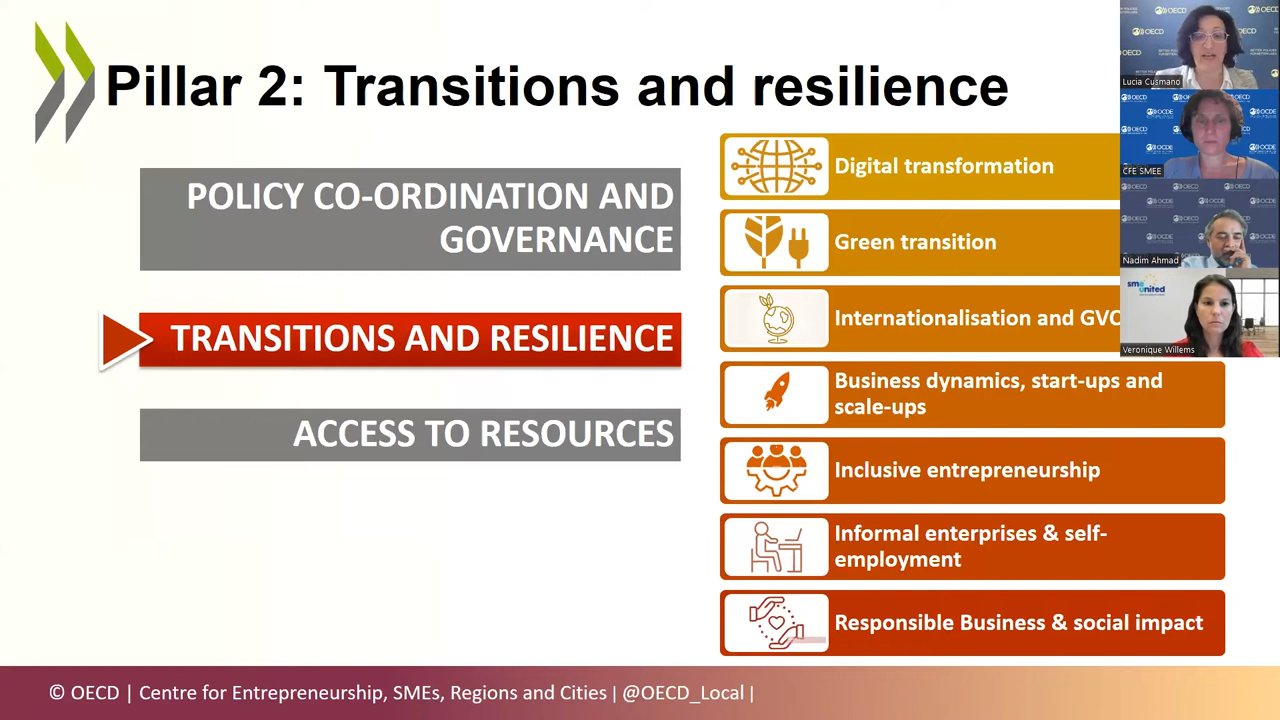 Pillar 2: Transitions and resilience
POLICY CO-ORDINATION AND
GOVERNANCE
TRANSITIONS AND RESILIENCE
ACCESS TO RESOURCES
Digital transformation
Green transition
Internationalisation and GVC
Business dynamics, start-ups and
scale-ups
Inclusive entrepreneurship
Informal enterprises & self-
employment
Responsible Business & social impact
OECD
Lucia Cusmano
CFE SMEE
Nadim Ahmad
sme
united
Veronique Willems
© OECD | Centre for Entrepreneurship, SMEs, Regions and Cities | @OECD_Local |